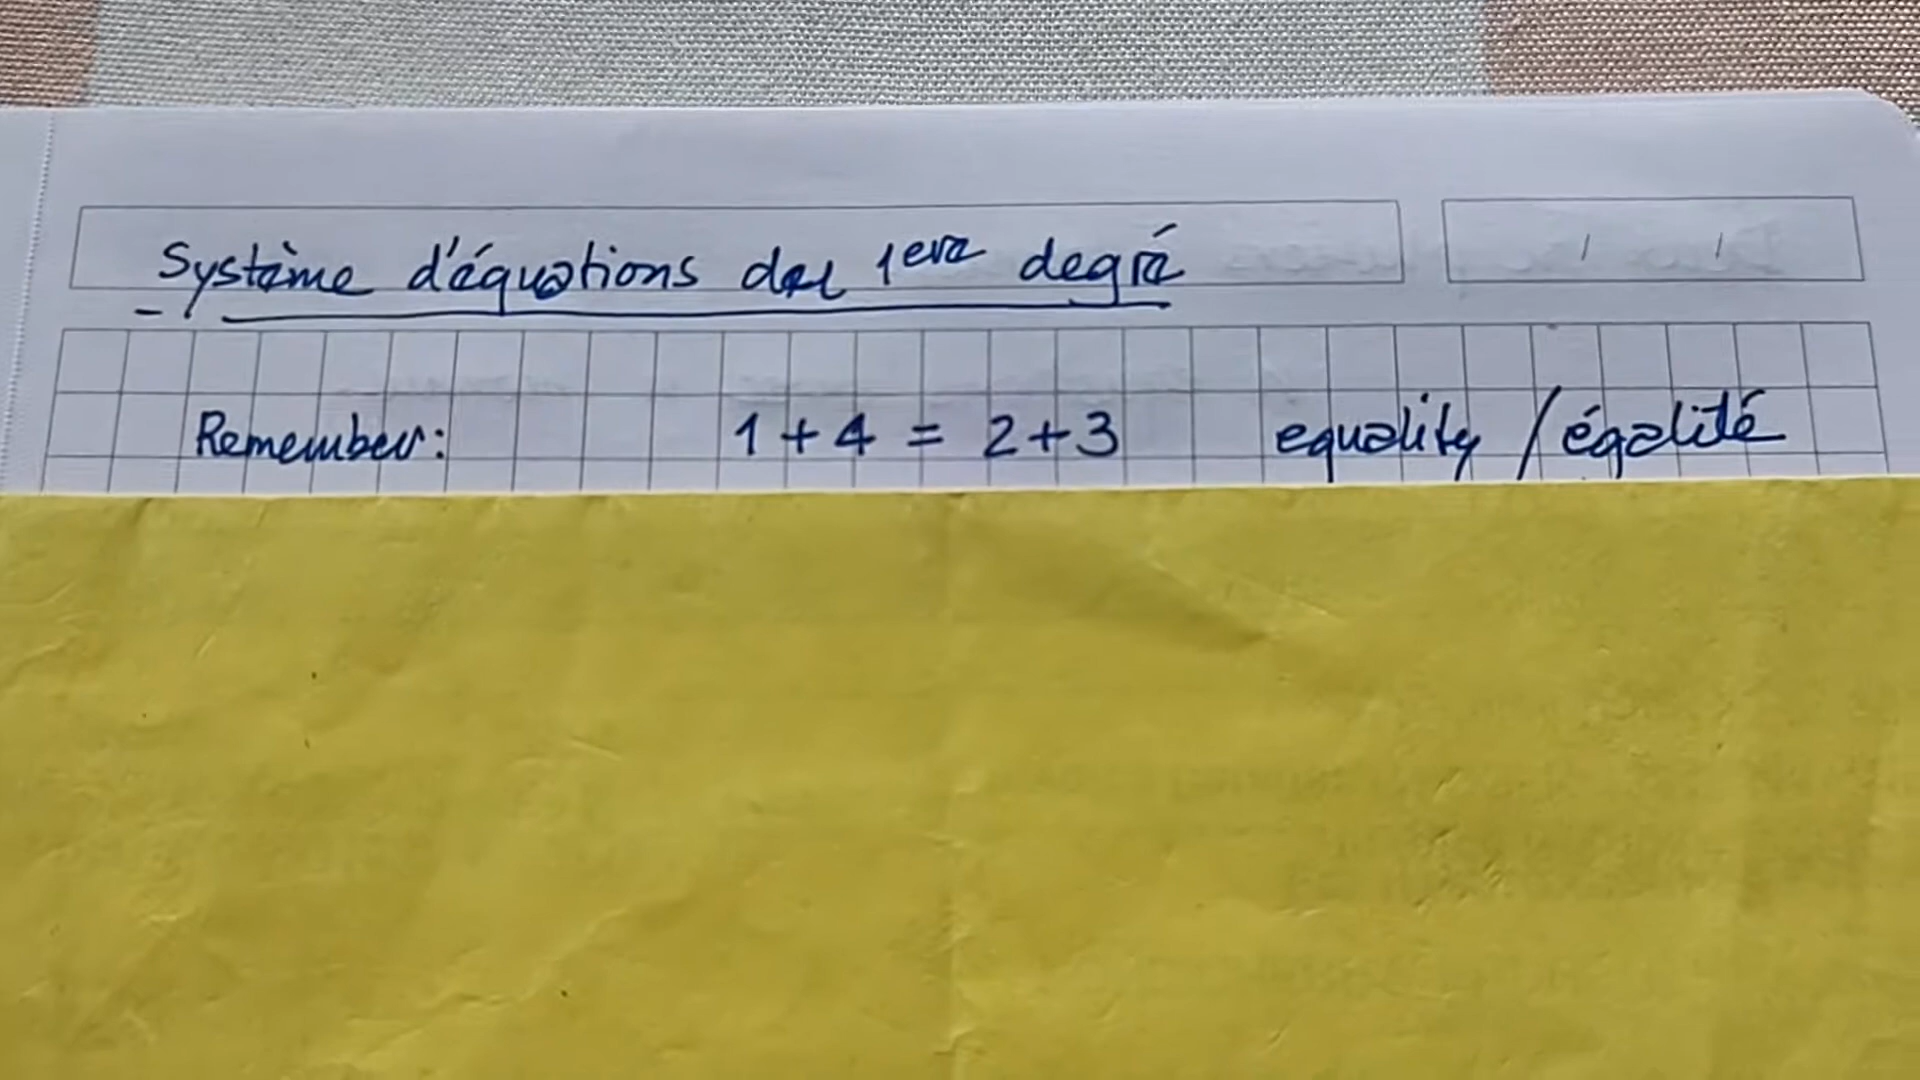 Système d'équations du 1ere degré
Remember: 1 + 4 = 2 + 3 equality / égalité